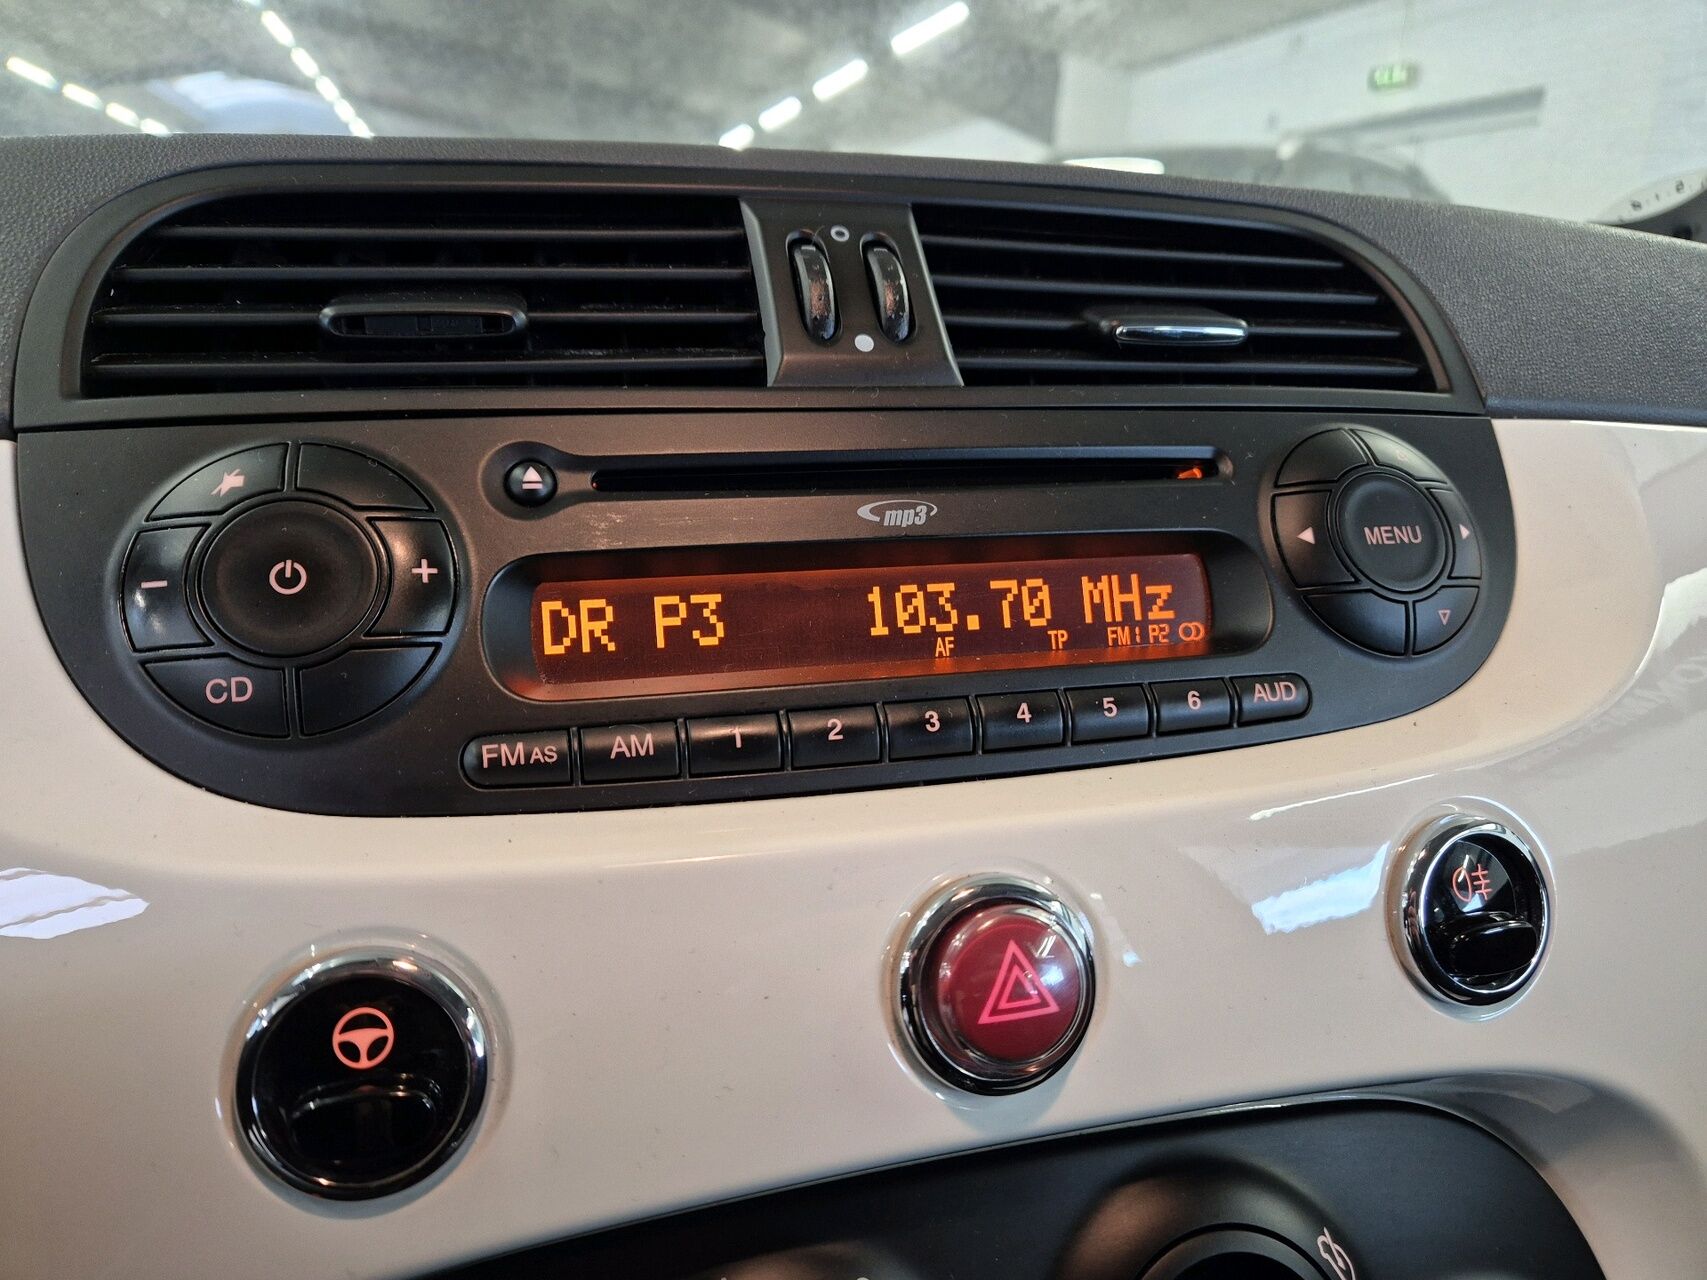 mp3
MENU
DR P3 103.70 MHz
AF TP FM1 P2
CD
FM AS AM 1 2 3 4 5 6 AUD